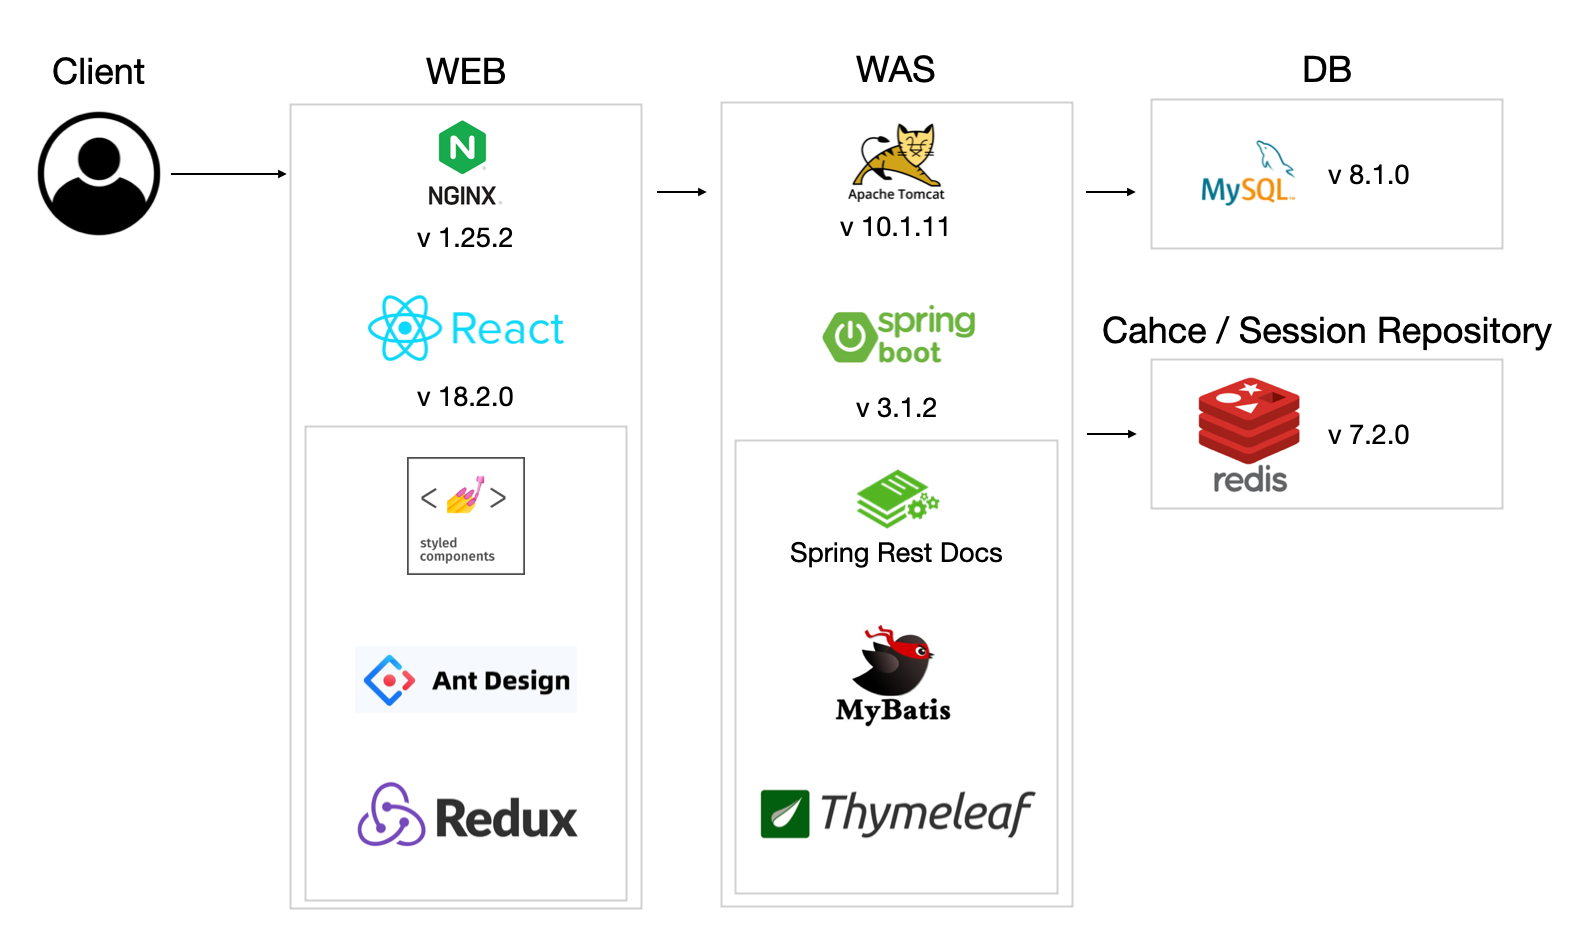 Client
WEB
NGINX
v 1.25.2
React
v 18.2.0
< >
styled
components
Ant Design
Redux
WAS
Apache Tomcat
v 10.1.11
spring
boot
v 3.1.2
Spring Rest Docs
MyBatis
Thymeleaf
DB
MySQL™
v 8.1.0
Cahce / Session Repository
redis
v 7.2.0